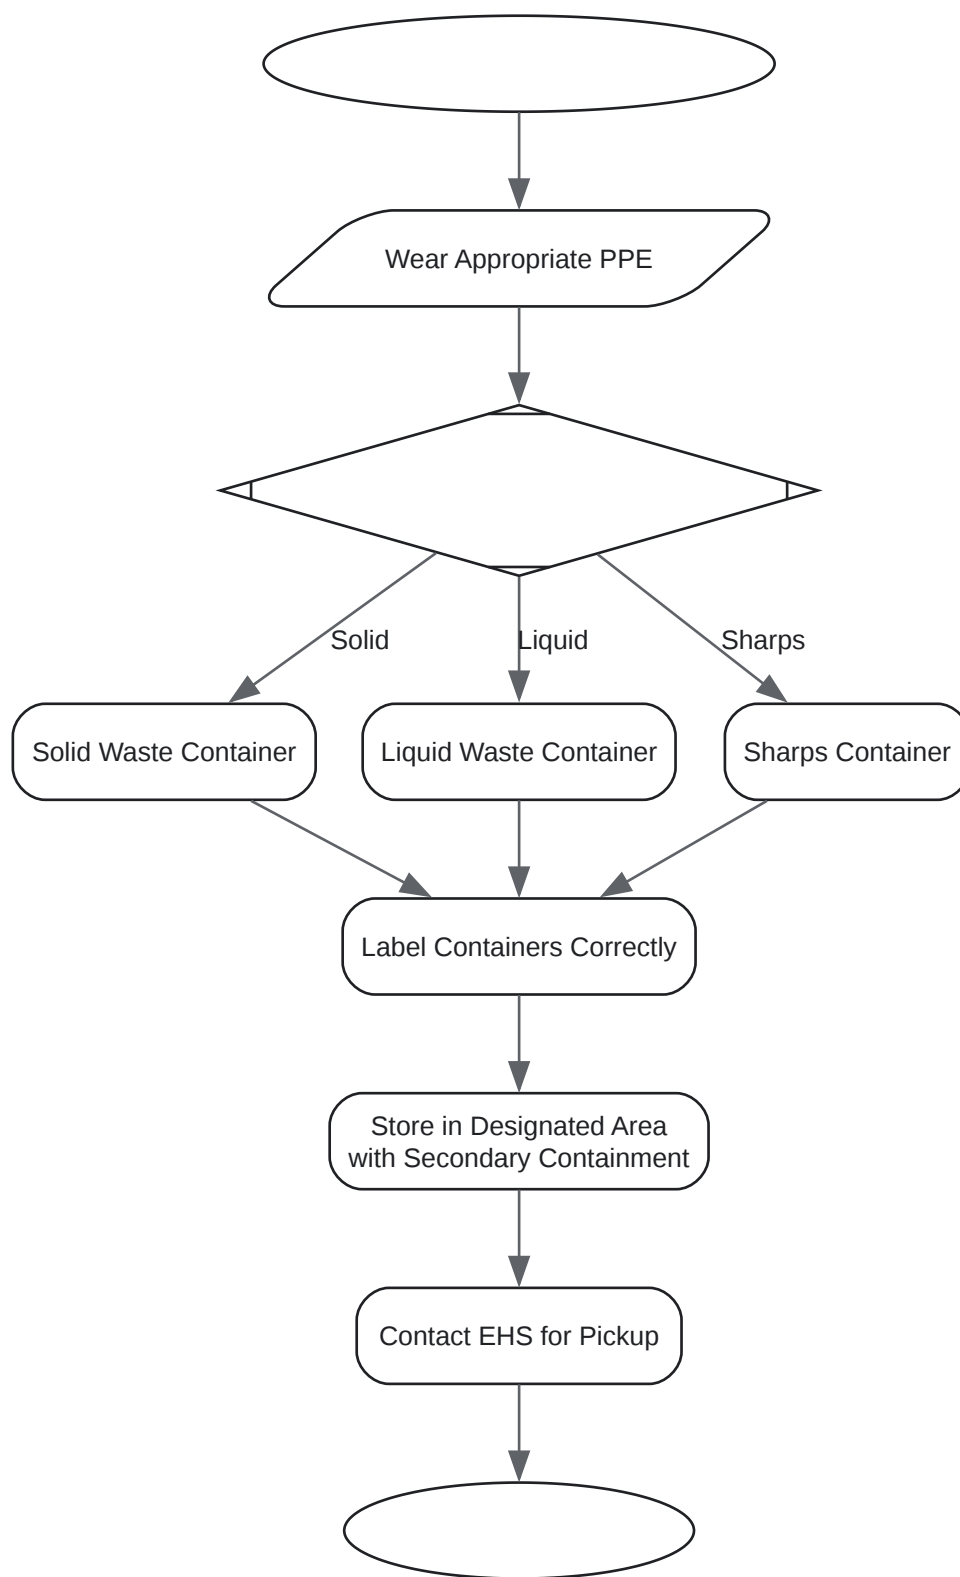 Wear Appropriate PPE
Solid
Liquid
Sharps
Solid Waste Container
Liquid Waste Container
Sharps Container
Label Containers Correctly
Store in Designated Area
with Secondary Containment
Contact EHS for Pickup